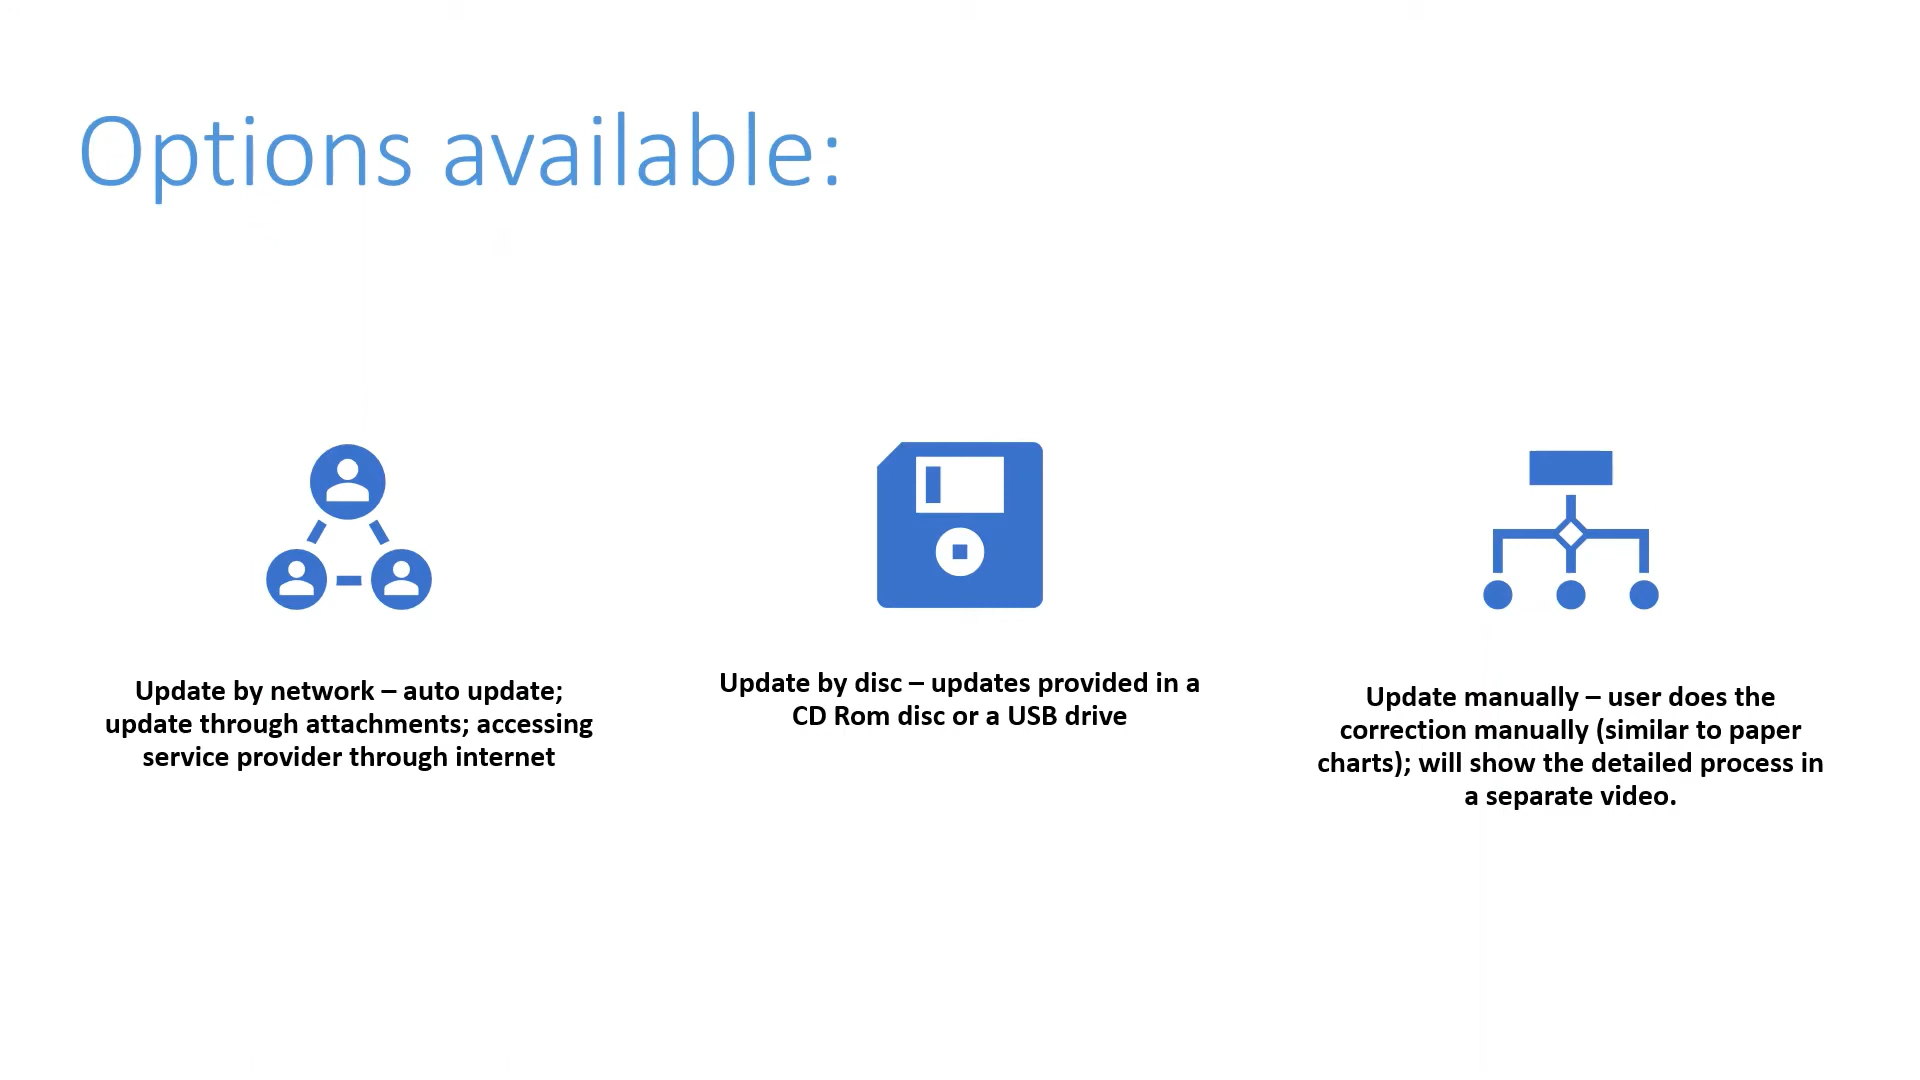 Options available:
Update by network – auto update;
update through attachments; accessing
service provider through internet
Update by disc – updates provided in a
CD Rom disc or a USB drive
Update manually – user does the
correction manually (similar to paper
charts); will show the detailed process in
a separate video.